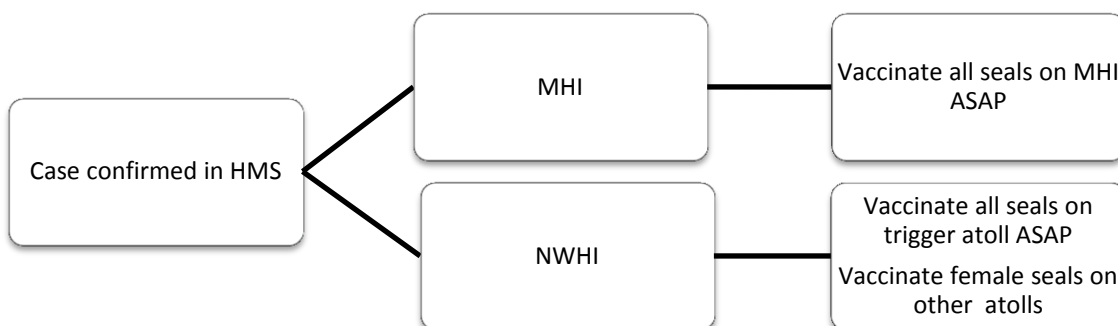 Case confirmed in HMS
MHI
Vaccinate all seals on MHI
ASAP
NWHI
Vaccinate all seals on
trigger atoll ASAP
Vaccinate female seals on
other atolls